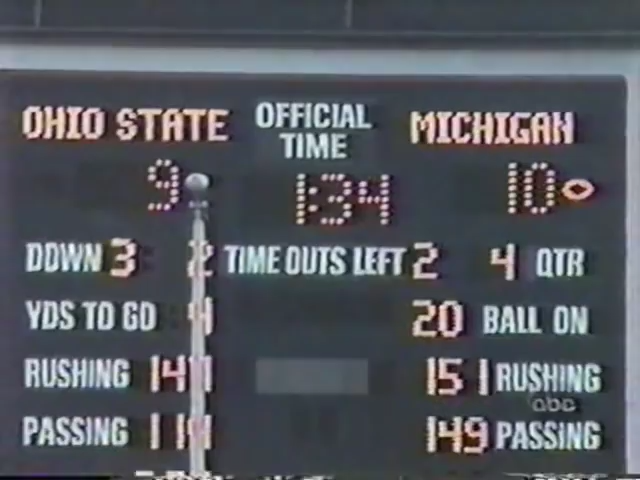 OHIO STATE OFFICIAL TIME MICHIGAN
9 1:34 10
DOWN 3 2 TIME OUTS LEFT 2 4 QTR
YDS TO GO 4 20 BALL ON
RUSHING 151 RUSHING
abc
PASSING 149 PASSING